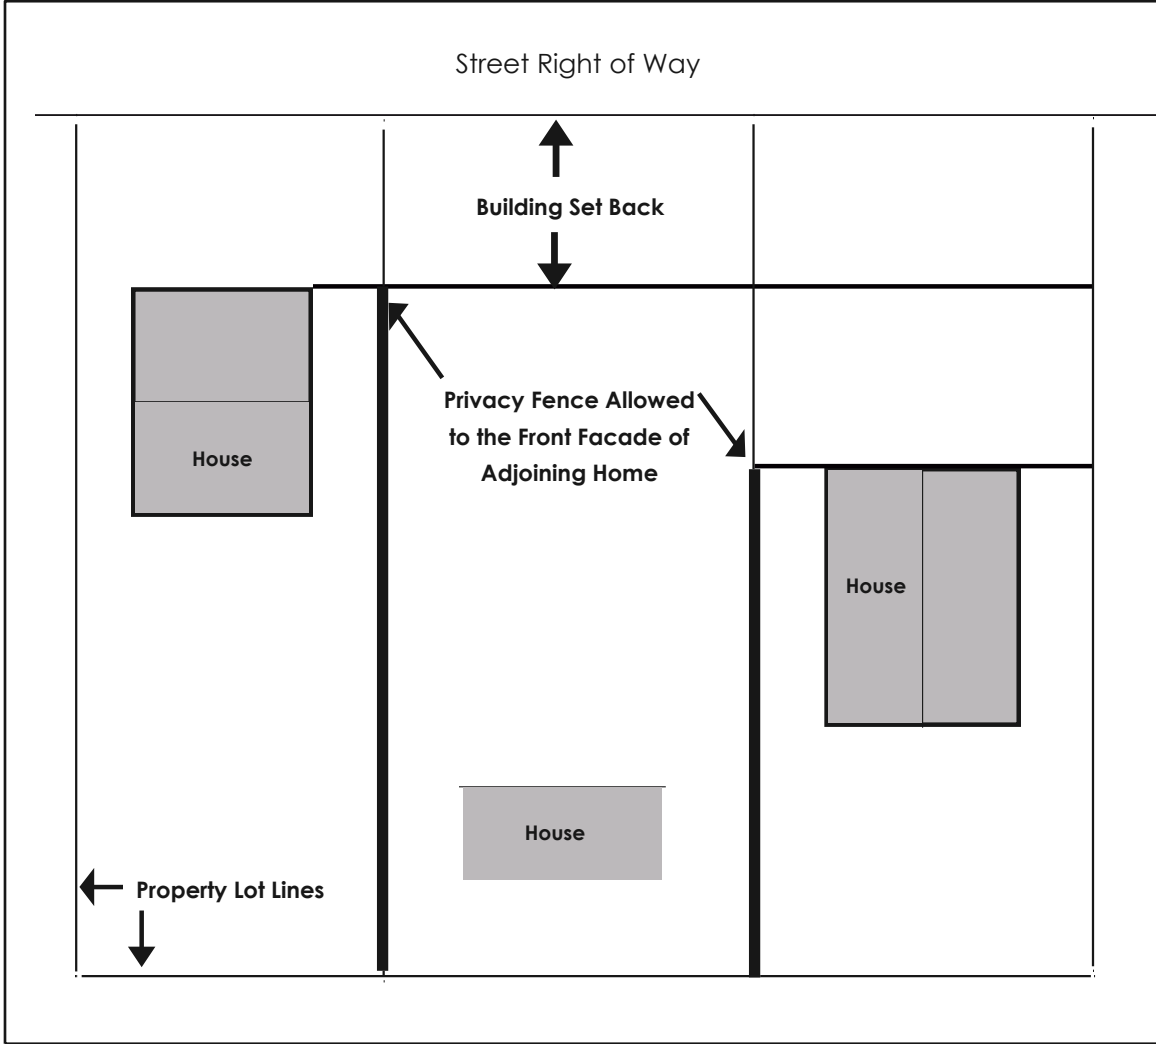 Street Right of Way
Building Set Back
Privacy Fence Allowed
to the Front Facade of
Adjoining Home
House
House
House
Property Lot Lines